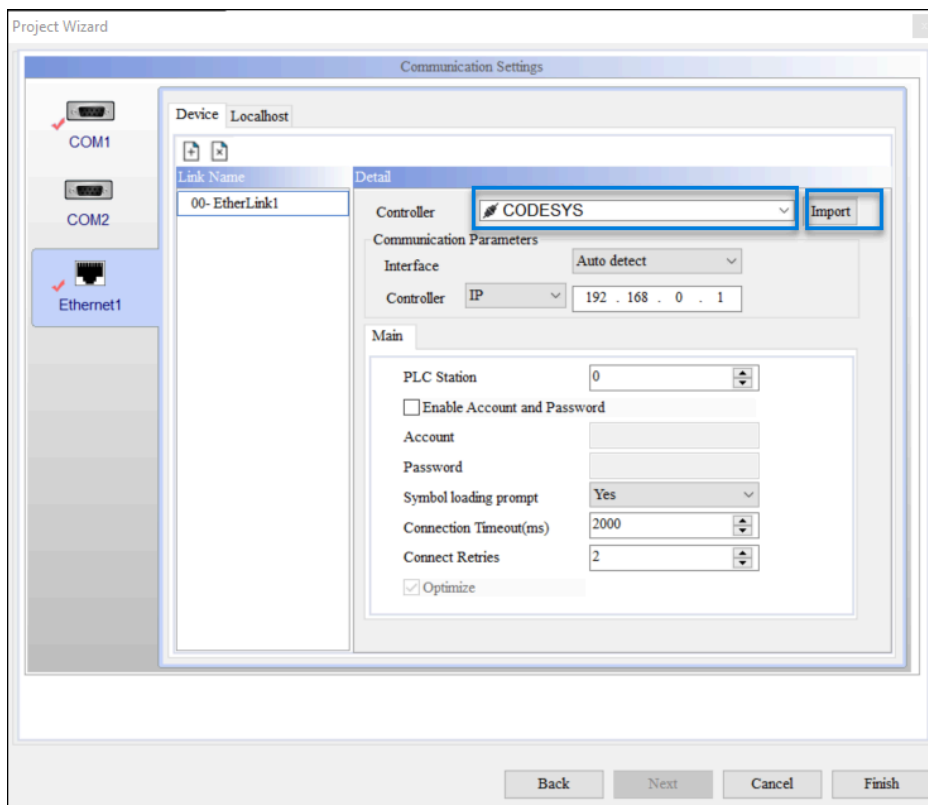 Project Wizard
Communication Settings
COM1
COM2
Ethernet1
Device Localhost
Link Name
00- EtherLink1
Detail
Controller CODESYS Import
Communication Parameters
Interface Auto detect
Controller IP 192 . 168 . 0 . 1
Main
PLC Station 0
Enable Account and Password
Account
Password
Symbol loading prompt Yes
Connection Timeout(ms) 2000
Connect Retries 2
Optimize
Back Next Cancel Finish